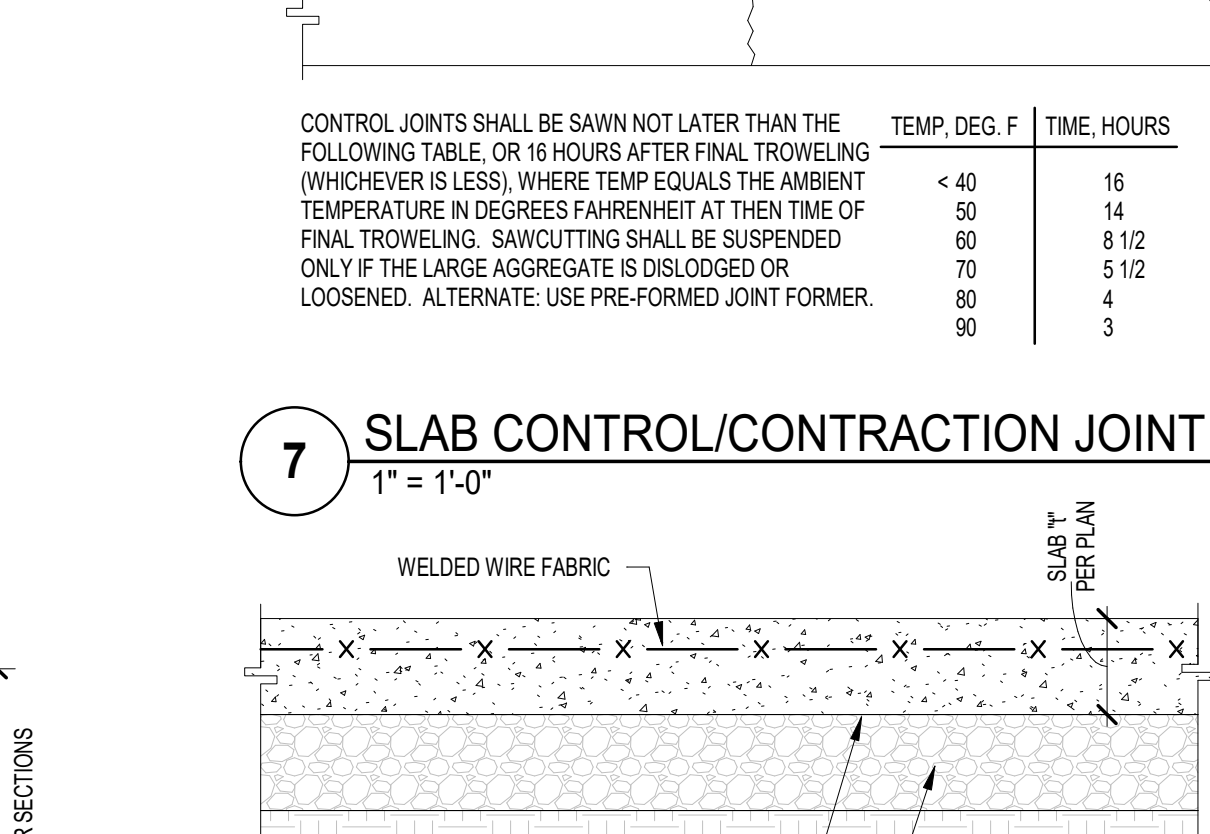 CONTROL JOINTS SHALL BE SAWN NOT LATER THAN THE
FOLLOWING TABLE, OR 16 HOURS AFTER FINAL TROWELING
(WHICHEVER IS LESS), WHERE TEMP EQUALS THE AMBIENT
TEMPERATURE IN DEGREES FAHRENHEIT AT THEN TIME OF
FINAL TROWELING. SAWCUTTING SHALL BE SUSPENDED
ONLY IF THE LARGE AGGREGATE IS DISLODGED OR
LOOSENED. ALTERNATE: USE PRE-FORMED JOINT FORMER.
TEMP, DEG. F TIME, HOURS
< 40 16
50 14
60 8 1/2
70 5 1/2
80 4
90 3
7 SLAB CONTROL/CONTRACTION JOINT
1" = 1'-0"
WELDED WIRE FABRIC
SLAB "t"
PER PLAN
SECTIONS